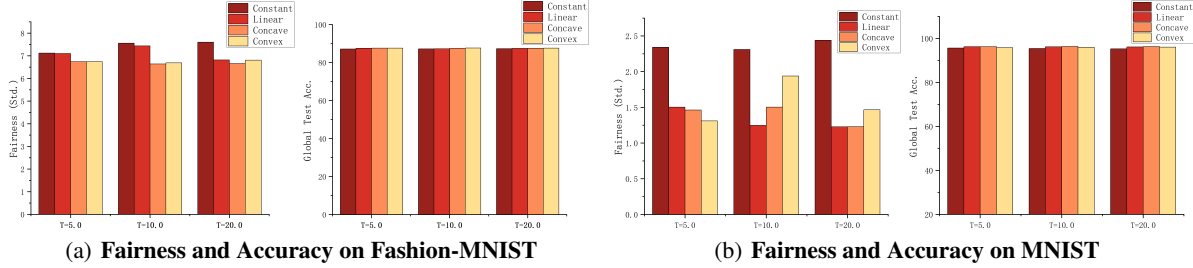 Constant
Linear
Concave
Convex
Fairness (Std.)
8
7
6
5
4
3
2
1
0
T=5.0 T=10.0 T=20.0
Constant
Linear
Concave
Convex
Global Test Acc.
100
80
60
40
20
0
T=5.0 T=10.0 T=20.0
(a) Fairness and Accuracy on Fashion-MNIST
Constant
Linear
Concave
Convex
Fairness (Std.)
2.5
2.0
1.5
1.0
0.5
0.0
T=5.0 T=10.0 T=20.0
Constant
Linear
Concave
Convex
Global Test Acc.
100
80
60
40
20
T=5.0 T=10.0 T=20.0
(b) Fairness and Accuracy on MNIST